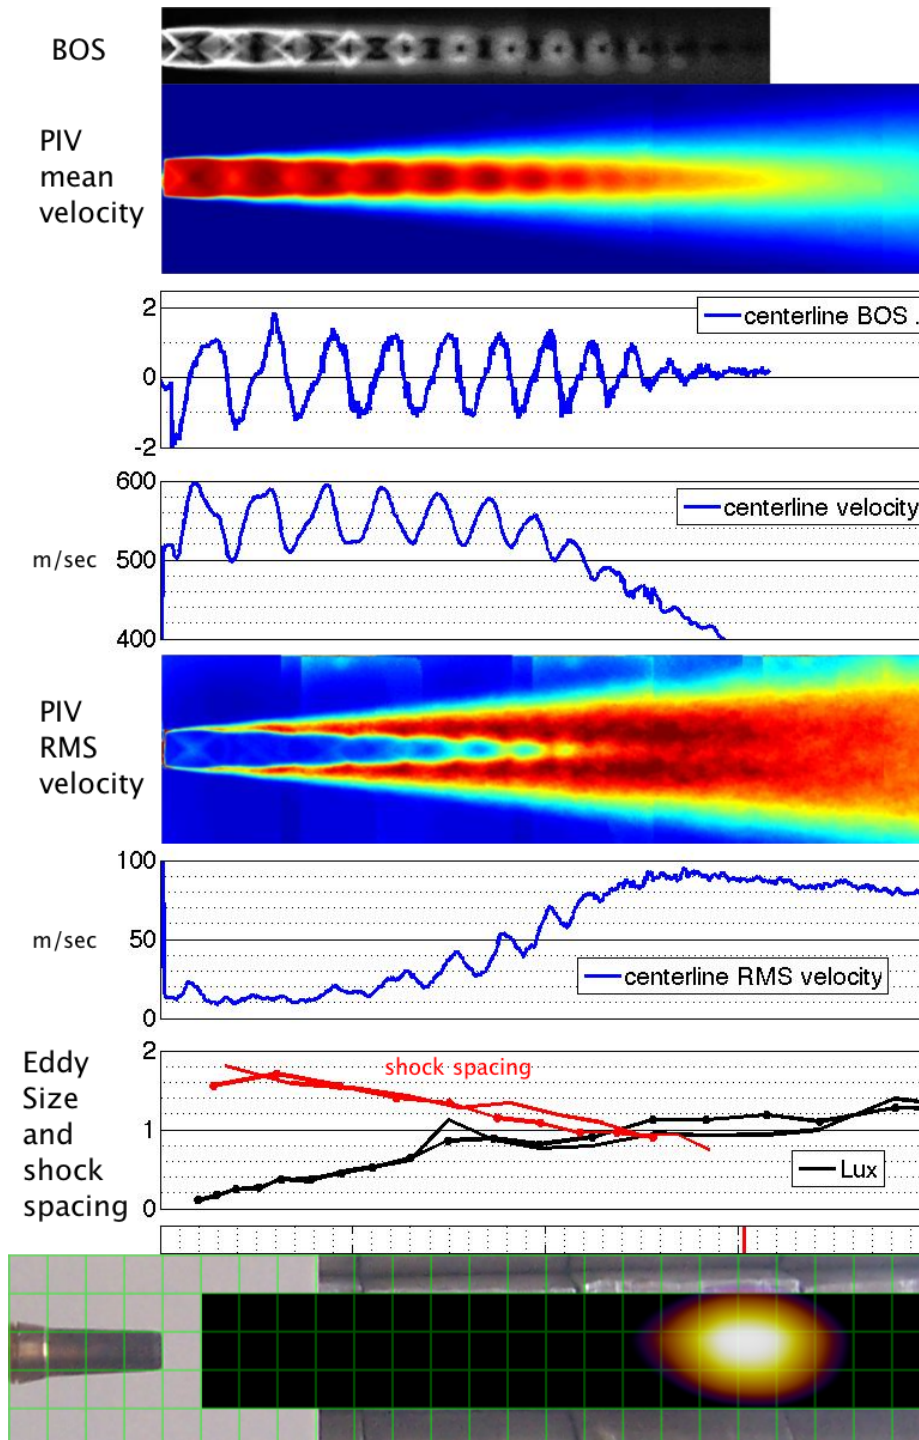 BOS
PIV
mean
velocity
2
0
-2
centerline BOS .
600
500
400
m/sec
centerline velocity
PIV
RMS
velocity
100
50
0
m/sec
centerline RMS velocity
Eddy
Size
and
shock
spacing
2
1
0
shock spacing
Lux